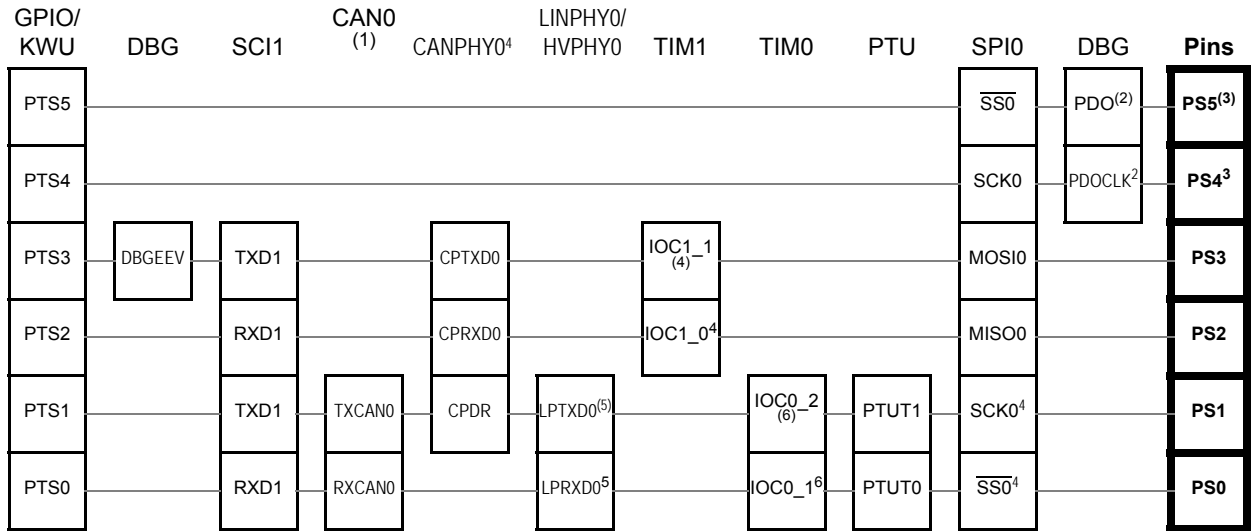 GPIO/ KWU DBG SCI1 CAN0 (1) CANPHY0⁴ LINPHY0/ HVPHY0 TIM1 TIM0 PTU SPI0 DBG Pins
PTS5 SS0 PDO(2) PS5(3)
PTS4 SCK0 PDOCLK² PS4³
PTS3 DBGEEV TXD1 CPTXD0 IOC1_1 (4) MOSI0 PS3
PTS2 RXD1 CPRXD0 IOC1_0⁴ MISO0 PS2
PTS1 TXD1 TXCAN0 CPDR LPTXD0(5) IOC0_2 (6) PTUT1 SCK0⁴ PS1
PTS0 RXD1 RXCAN0 LPRXD0⁵ IOC0_1⁶ PTUT0 SS0⁴ PS0